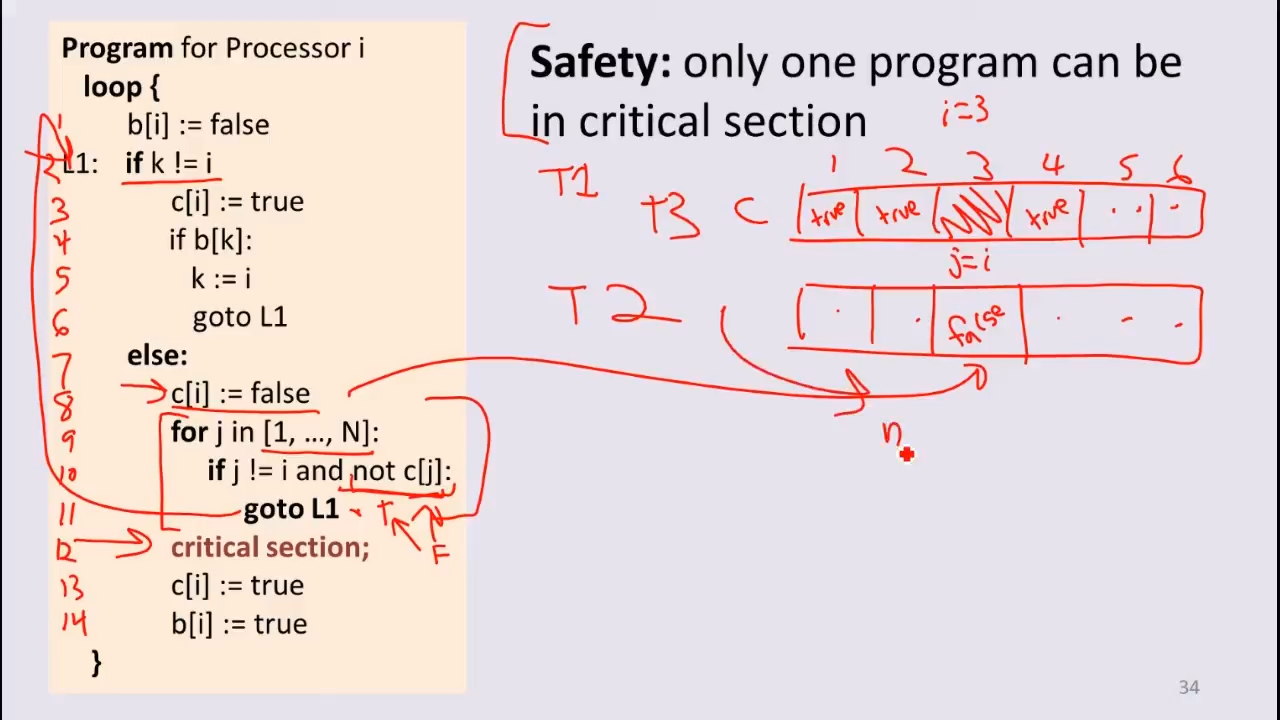 Program for Processor i
loop {
1 b[i] := false
2 L1: if k != i
3 c[i] := true
4 if b[k]:
5 k := i
6 goto L1
7 else:
8 c[i] := false
9 for j in [1, ..., N]:
10 if j != i and not c[j]:
11 goto L1
T
F
12 critical section;
13 c[i] := true
14 b[i] := true
}
Safety: only one program can be
in critical section
i=3
T1
1 2 3 4 5 6
T3 C true true true
j=i
T2
false
n
34